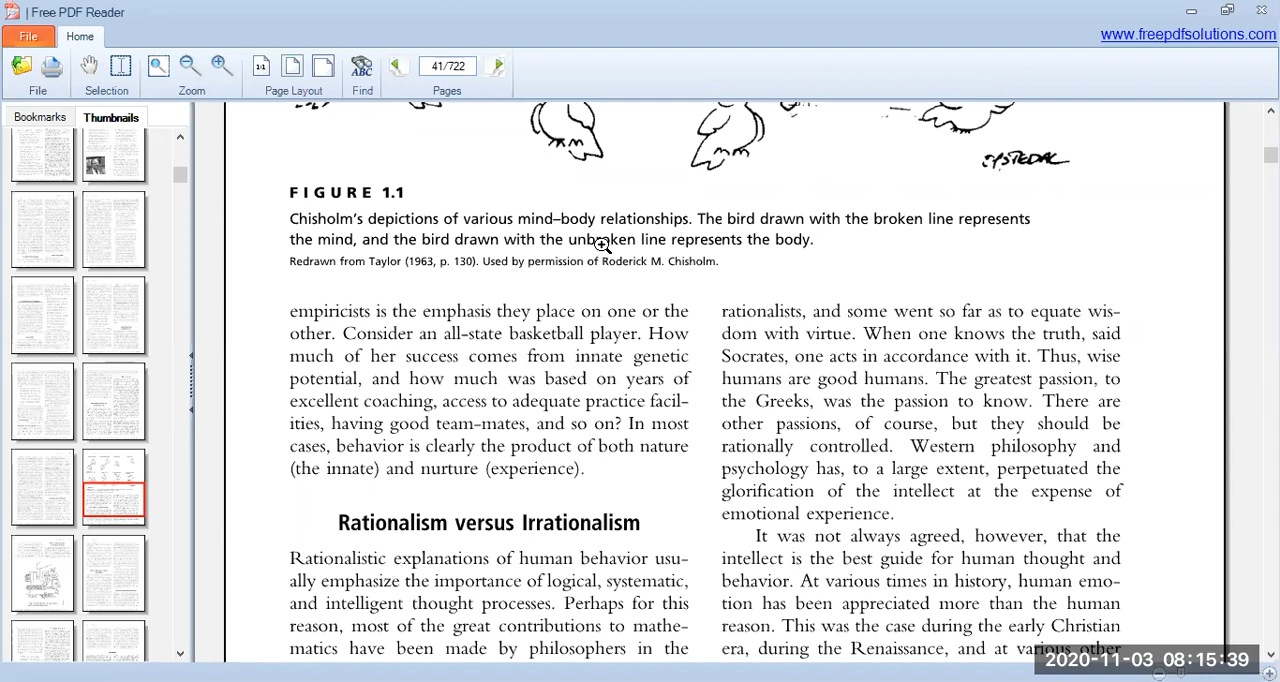 | Free PDF Reader
File
Home
www.freepdfsolutions.com
1:1
ABC
41/722
File
Selection
Zoom
Page Layout
Find
Pages
Bookmarks
Thumbnails
FIGURE 1.1
Chisholm's depictions of various mind–body relationships. The bird drawn with the broken line represents
the mind, and the bird drawn with the unbroken line represents the body.
Redrawn from Taylor (1963, p. 130). Used by permission of Roderick M. Chisholm.
empiricists is the emphasis they place on one or the
other. Consider an all-state basketball player. How
much of her success comes from innate genetic
potential, and how much was based on years of
excellent coaching, access to adequate practice facil-
ities, having good team-mates, and so on? In most
cases, behavior is clearly the product of both nature
(the innate) and nurture (experience).
Rationalism versus Irrationalism
Rationalistic explanations of human behavior usu-
ally emphasize the importance of logical, systematic,
and intelligent thought processes. Perhaps for this
reason, most of the great contributions to mathe-
matics have been made by philosophers in the
rationalists, and some went so far as to equate wis-
dom with virtue. When one knows the truth, said
Socrates, one acts in accordance with it. Thus, wise
humans are good humans. The greatest passion, to
the Greeks, was the passion to know. There are
other passions, of course, but they should be
rationally controlled. Western philosophy and
psychology has, to a large extent, perpetuated the
glorification of the intellect at the expense of
emotional experience.
It was not always agreed, however, that the
intellect is the best guide for human thought and
behavior. At various times in history, human emo-
tion has been appreciated more than the human
reason. This was the case during the early Christian
era, during the Renaissance, and at various other
2020-11-03 08:15:39